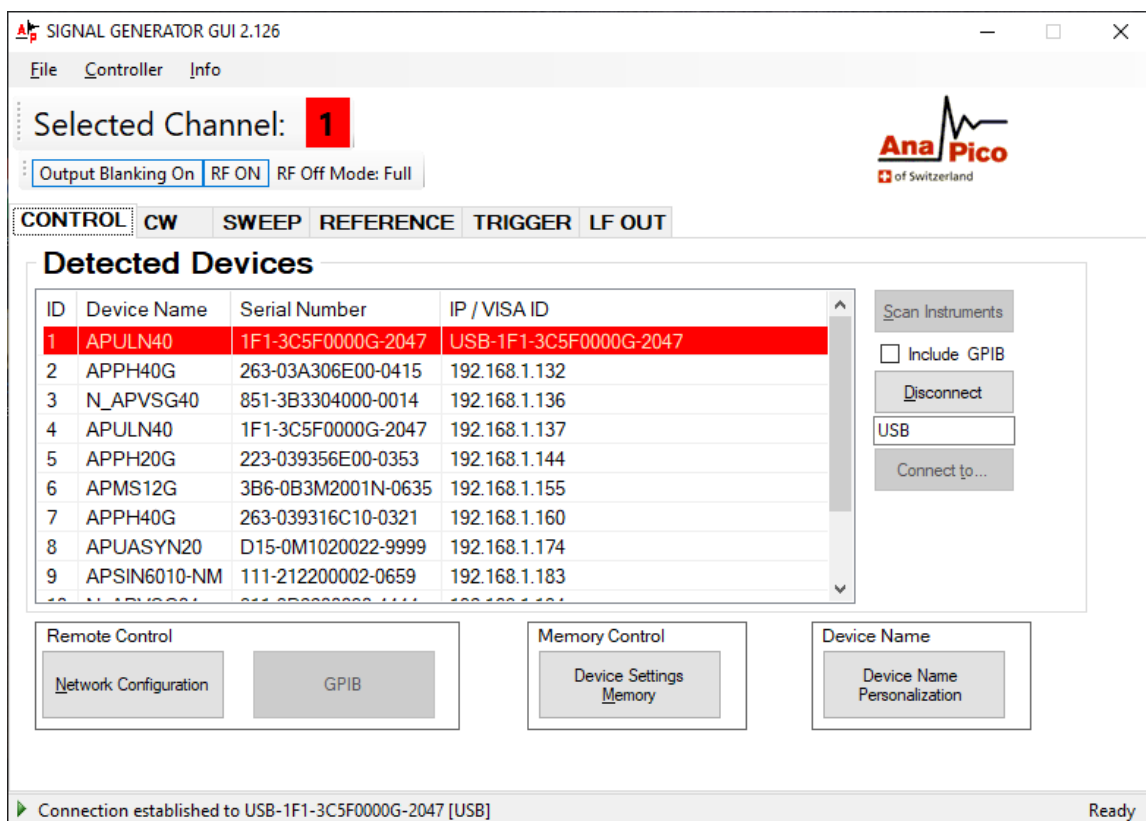 SIGNAL GENERATOR GUI 2.126
File Controller Info
Selected Channel: 1
Ana Pico
of Switzerland
Output Blanking On RF ON RF Off Mode: Full
CONTROL CW SWEEP REFERENCE TRIGGER LF OUT
Detected Devices
ID Device Name Serial Number IP / VISA ID
1 APULN40 1F1-3C5F0000G-2047 USB-1F1-3C5F0000G-2047
2 APPH40G 263-03A306E00-0415 192.168.1.132
3 N_APVSG40 851-3B3304000-0014 192.168.1.136
4 APULN40 1F1-3C5F0000G-2047 192.168.1.137
5 APPH20G 223-039356E00-0353 192.168.1.144
6 APMS12G 3B6-0B3M2001N-0635 192.168.1.155
7 APPH40G 263-039316C10-0321 192.168.1.160
8 APUASYN20 D15-0M1020022-9999 192.168.1.174
9 APSIN6010-NM 111-212200002-0659 192.168.1.183
Scan Instruments
Include GPIB
Disconnect
USB
Connect to...
Remote Control
Network Configuration
GPIB
Memory Control
Device Settings
Memory
Device Name
Device Name
Personalization
Connection established to USB-1F1-3C5F0000G-2047 [USB]
Ready